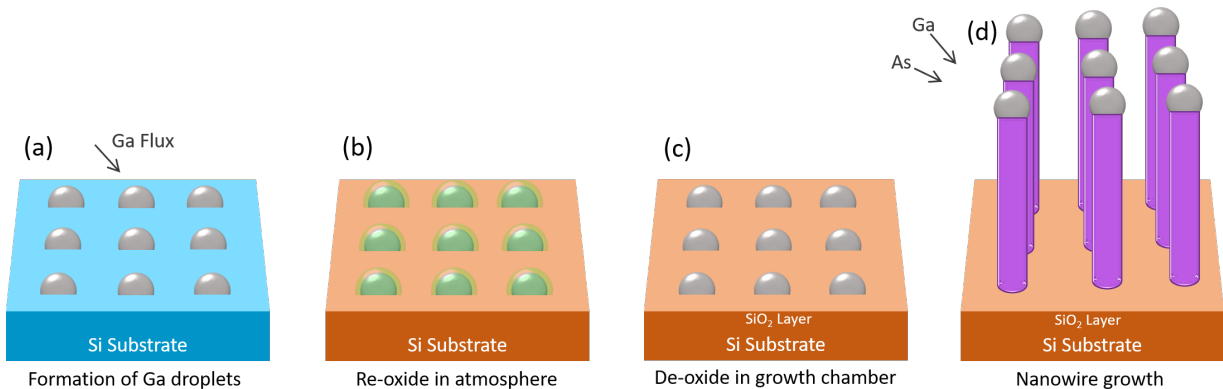 (a)
Ga Flux
Si Substrate
Formation of Ga droplets
(b)
Si Substrate
Re-oxide in atmosphere
(c)
SiO₂ Layer
Si Substrate
De-oxide in growth chamber
Ga
As
(d)
SiO₂ Layer
Si Substrate
Nanowire growth